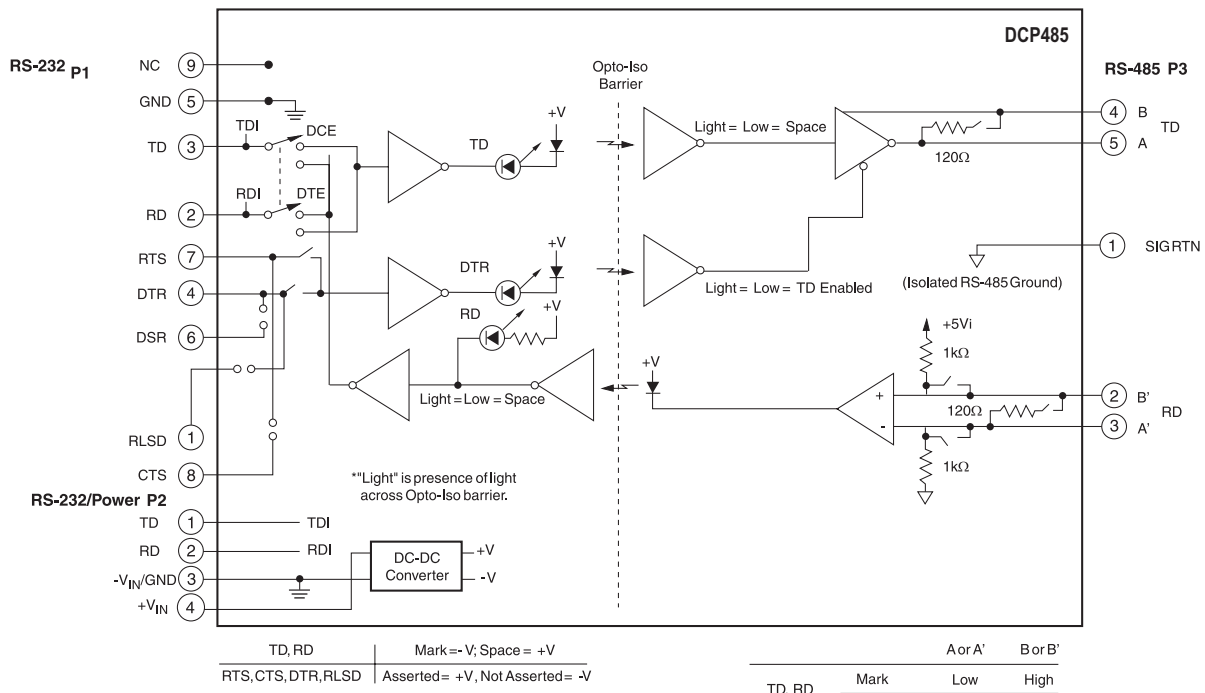 DCP485
RS-232 P1
NC 9
GND 5
TD 3
RD 2
RTS 7
DTR 4
DSR 6
RLSD 1
CTS 8
TDI
DCE
RDI
DTE
TD
+V
DTR
+V
RD
+V
Opto-Iso
Barrier
Light = Low = Space
Light = Low = TD Enabled
Light = Low = Space
+V
*"Light" is presence of light
across Opto-Iso barrier.
RS-485 P3
4 B
TD
5 A
120Ω
1 SIGRTN
(Isolated RS-485 Ground)
+5Vi
1kΩ
+
-
120Ω
2 B'
RD
3 A'
1kΩ
RS-232/Power P2
TD 1 TDI
RD 2 RDI
-VIN/GND 3
+VIN 4
DC-DC
Converter
+V
-V
TD, RD Mark = - V; Space = +V
RTS, CTS, DTR, RLSD Asserted = +V, Not Asserted = -V
A or A' B or B'
TD, RD Mark Low High